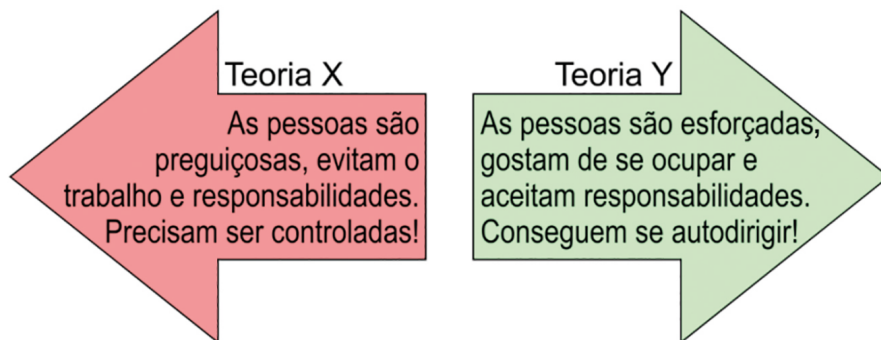 Teoria X
As pessoas são
preguiçosas, evitam o
trabalho e responsabilidades.
Precisam ser controladas!
Teoria Y
As pessoas são esforçadas,
gostam de se ocupar e
aceitam responsabilidades.
Conseguem se autodirigir!